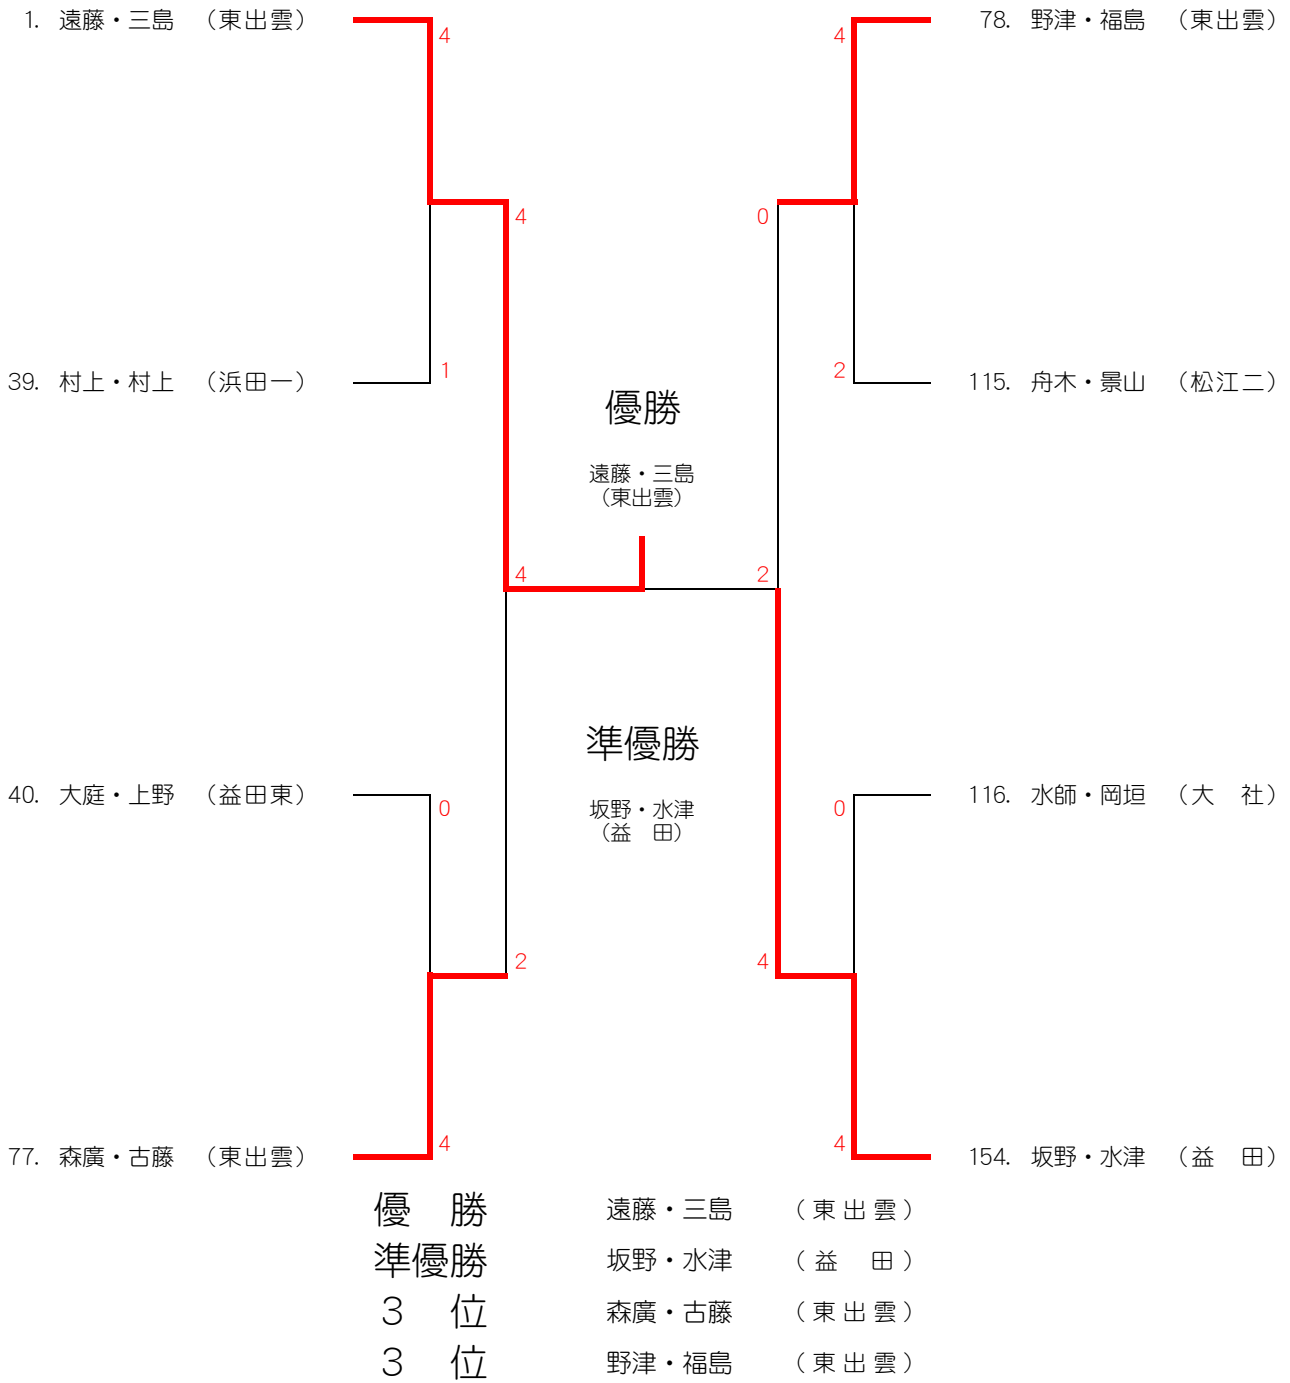 1. 遠藤・三島 （東出雲） 4 4 78. 野津・福島 （東出雲）
4 0
39. 村上・村上 （浜田一） 1 2 115. 舟木・景山 （松江二）
優勝
遠藤・三島
（東出雲）
4 2
準優勝
40. 大庭・上野 （益田東） 0 0 116. 水師・岡垣 （大　社）
坂野・水津
（益　田）
2 4
77. 森廣・古藤 （東出雲） 4 4 154. 坂野・水津 （益　田）
優　勝 遠藤・三島 （東出雲）
準優勝 坂野・水津 （益　田）
３　位 森廣・古藤 （東出雲）
３　位 野津・福島 （東出雲）